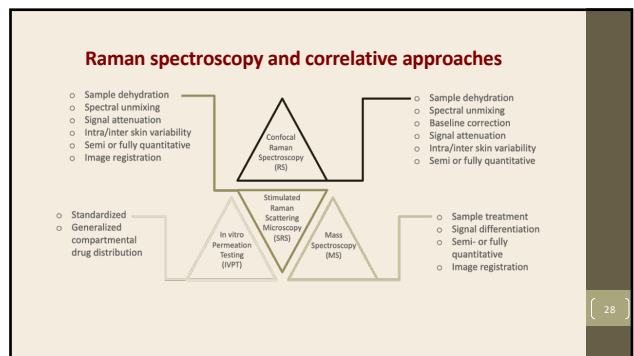 Raman spectroscopy and correlative approaches
o Sample dehydration
o Spectral unmixing
o Signal attenuation
o Intra/inter skin variability
o Semi or fully quantitative
o Image registration
o Sample dehydration
o Spectral unmixing
o Baseline correction
o Signal attenuation
o Intra/inter skin variability
o Semi or fully quantitative
Confocal
Raman
Spectroscopy
(RS)
Stimulated
Raman
Scattering
Microscopy
(SRS)
o Standardized
o Generalized
compartmental
drug distribution
In vitro
Permeation
Testing
(IVPT)
Mass
Spectroscopy
(MS)
o Sample treatment
o Signal differentiation
o Semi- or fully
quantitative
o Image registration
28